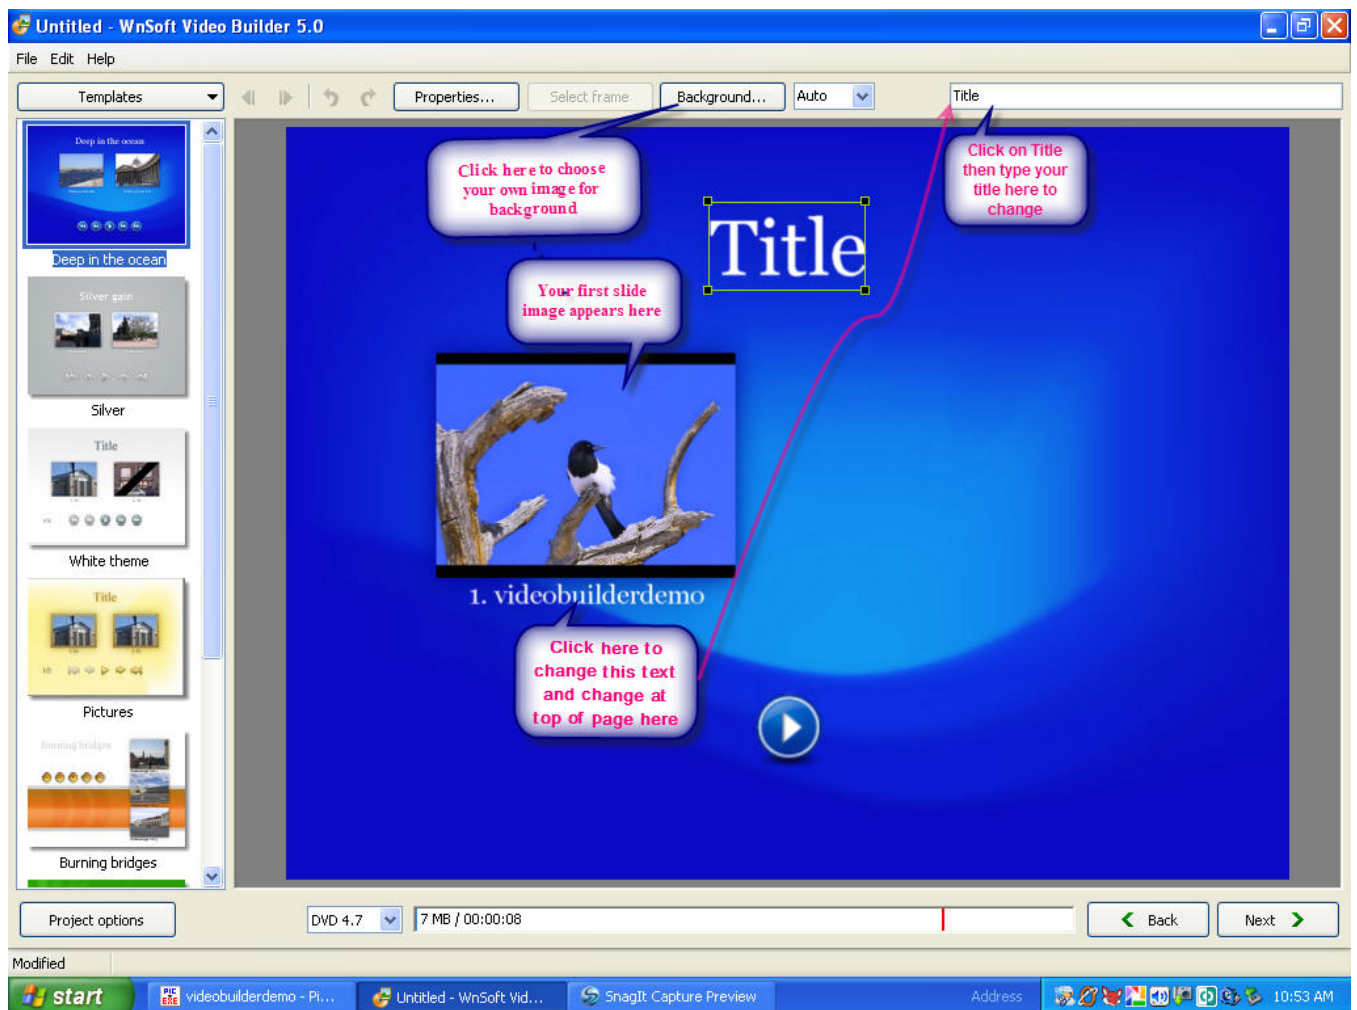 Untitled - WnSoft Video Builder 5.0
File Edit Help
Templates
Properties...
Select frame
Background...
Auto
Title
Deep in the ocean
Deep in the ocean
Silver gain
Silver
Title
White theme
Title
Pictures
Burning bridges
Burning bridges
Click here to choose
your own image for
background
Click on Title
then type your
title here to
change
Title
Your first slide
image appears here
1. videobuilderdemo
Click here to
change this text
and change at
top of page here
Project options
DVD 4.7
7 MB / 00:00:08
Back
Next
Modified
start
PIC
EXE
videobuilderdemo - Pi...
Untitled - WnSoft Vid...
SnagIt Capture Preview
Address
10:53 AM